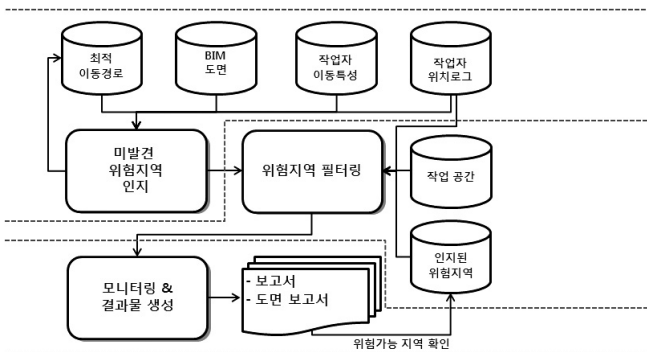 최적
이동경로
BIM
도면
작업자
이동특성
작업자
위치로그
미발견
위험지역
인지
위험지역 필터링
작업 공간
인지된
위험지역
모니터링 &
결과물 생성
- 보고서
- 도면 보고서
위험가능 지역 확인